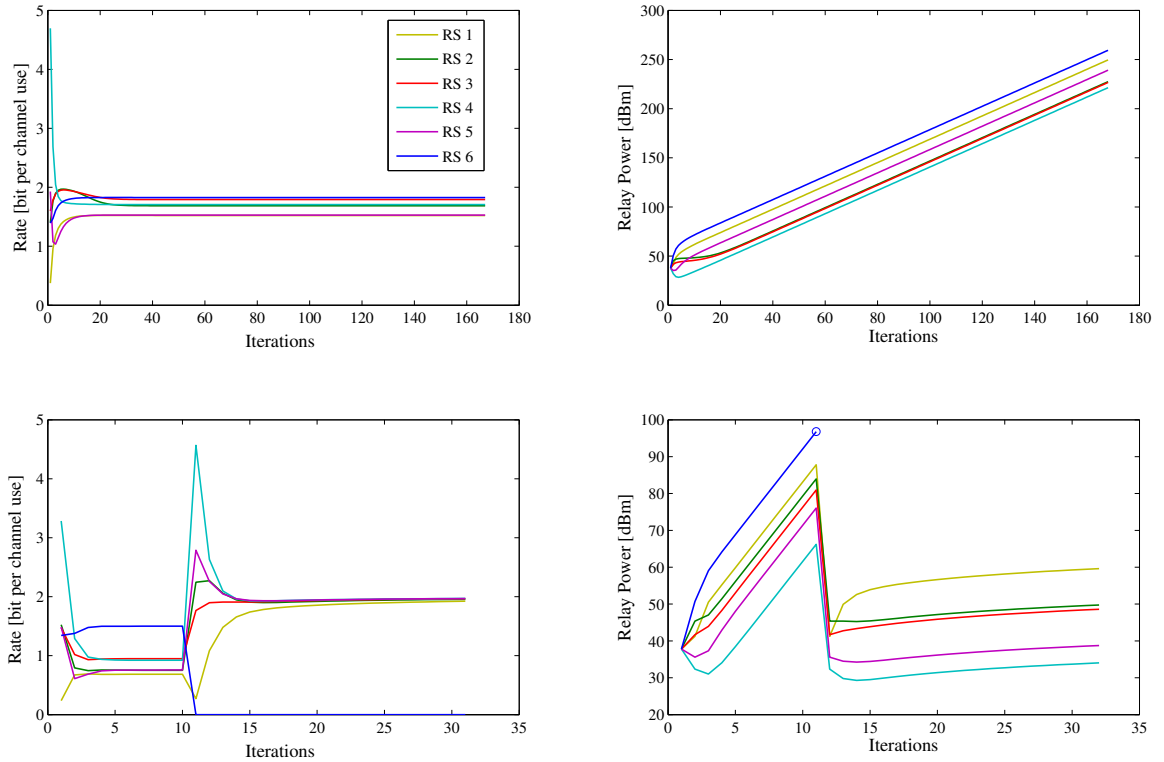 5
4
3
2
1
0
0 20 40 60 80 100 120 140 160 180
Rate [bit per channel use]
Iterations
RS 1
RS 2
RS 3
RS 4
RS 5
RS 6
300
250
200
150
100
50
0
0 20 40 60 80 100 120 140 160 180
Relay Power [dBm]
Iterations
5
4
3
2
1
0
0 5 10 15 20 25 30 35
Rate [bit per channel use]
Iterations
100
90
80
70
60
50
40
30
20
0 5 10 15 20 25 30 35
Relay Power [dBm]
Iterations